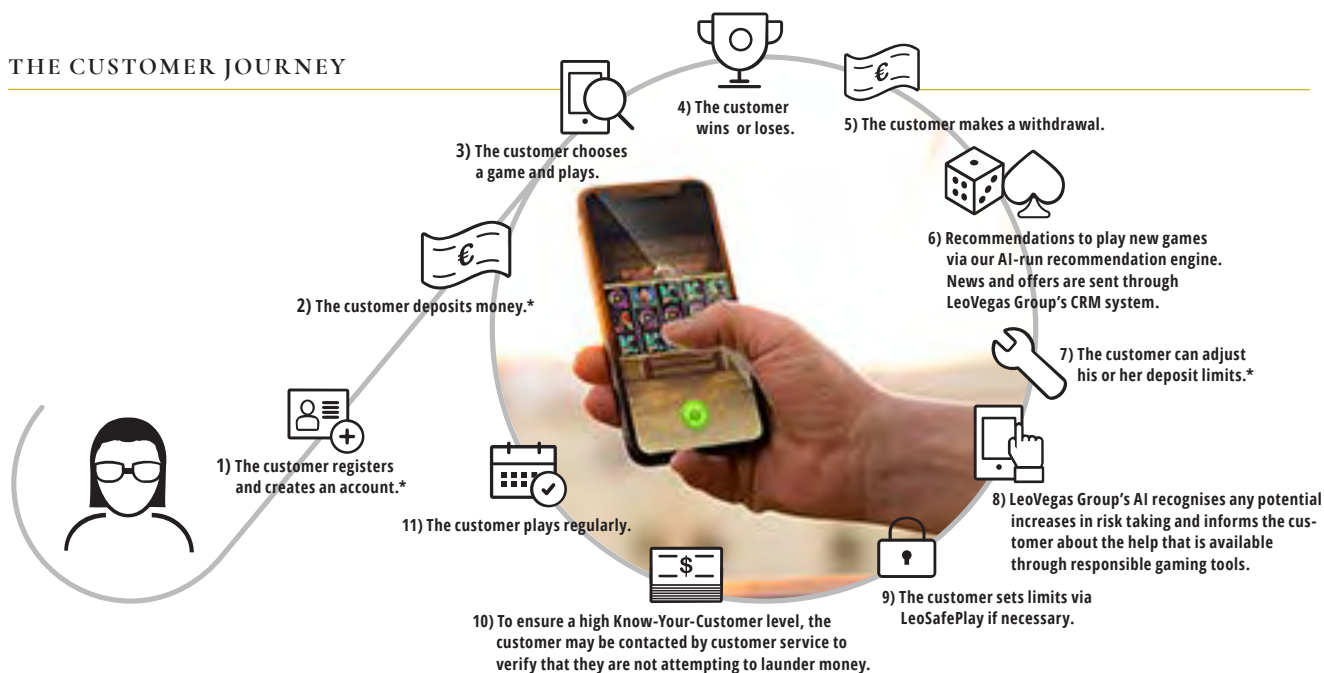 THE CUSTOMER JOURNEY
1) The customer registers
and creates an account.*
2) The customer deposits money.*
3) The customer chooses
a game and plays.
4) The customer
wins or loses.
€
5) The customer makes a withdrawal.
€
6) Recommendations to play new games
via our AI-run recommendation engine.
News and offers are sent through
LeoVegas Group's CRM system.
7) The customer can adjust
his or her deposit limits.*
8) LeoVegas Group's AI recognises any potential
increases in risk taking and informs the cus-
tomer about the help that is available
through responsible gaming tools.
9) The customer sets limits via
LeoSafePlay if necessary.
$
10) To ensure a high Know-Your-Customer level, the
customer may be contacted by customer service to
verify that they are not attempting to launder money.
11) The customer plays regularly.